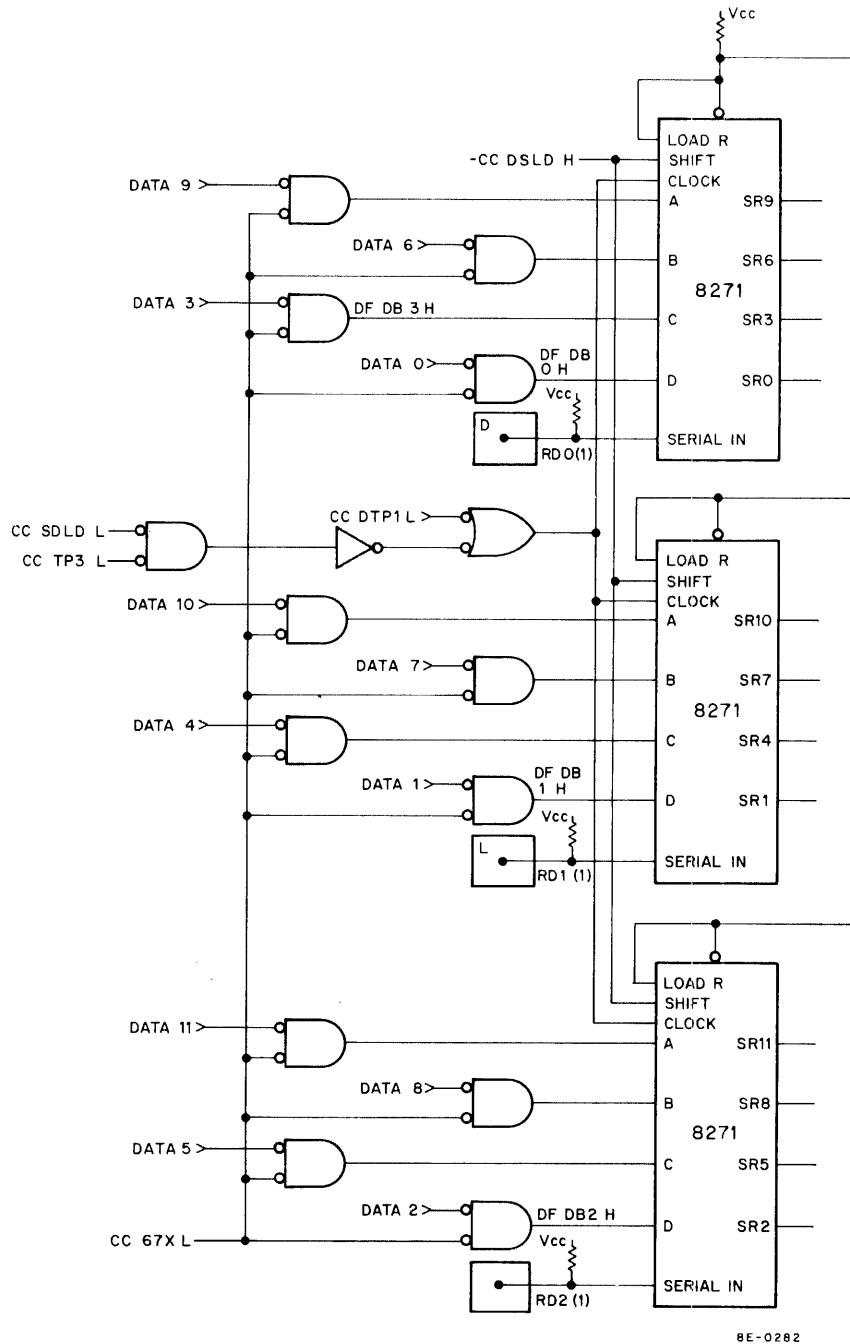 Vcc
LOAD R
-CC DSLD H
SHIFT
CLOCK
DATA 9
A
SR9
DATA 6
B
SR6
8271
DATA 3
DF DB 3 H
C
SR3
DATA 0
DF DB
0 H
D
SR0
Vcc
D
RD0(1)
SERIAL IN
CC SDLD L
CC TP3 L
CC DTP1 L
LOAD R
SHIFT
CLOCK
DATA 10
A
SR10
DATA 7
B
SR7
8271
DATA 4
C
SR4
DATA 1
DF DB
1 H
D
SR1
Vcc
L
RD1(1)
SERIAL IN
LOAD R
SHIFT
CLOCK
DATA 11
A
SR11
DATA 8
B
SR8
8271
DATA 5
C
SR5
DATA 2
DF DB2 H
D
SR2
CC 67X L
Vcc
RD2(1)
SERIAL IN
8E-0282